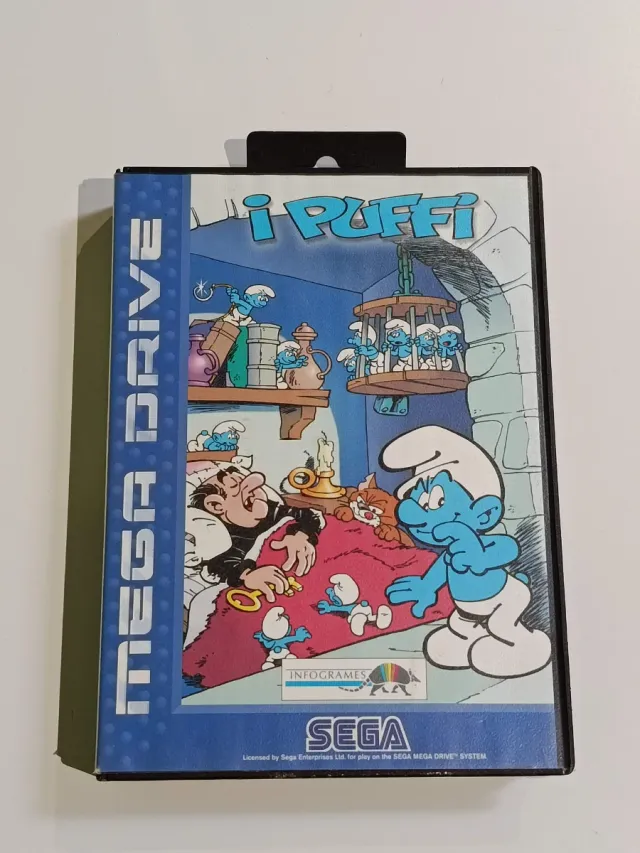 MEGA DRIVE
i PUFFi
INFOGRAMES
SEGA
Licensed by Sega Enterprises Ltd. for play on the SEGA MEGA DRIVE™ SYSTEM.